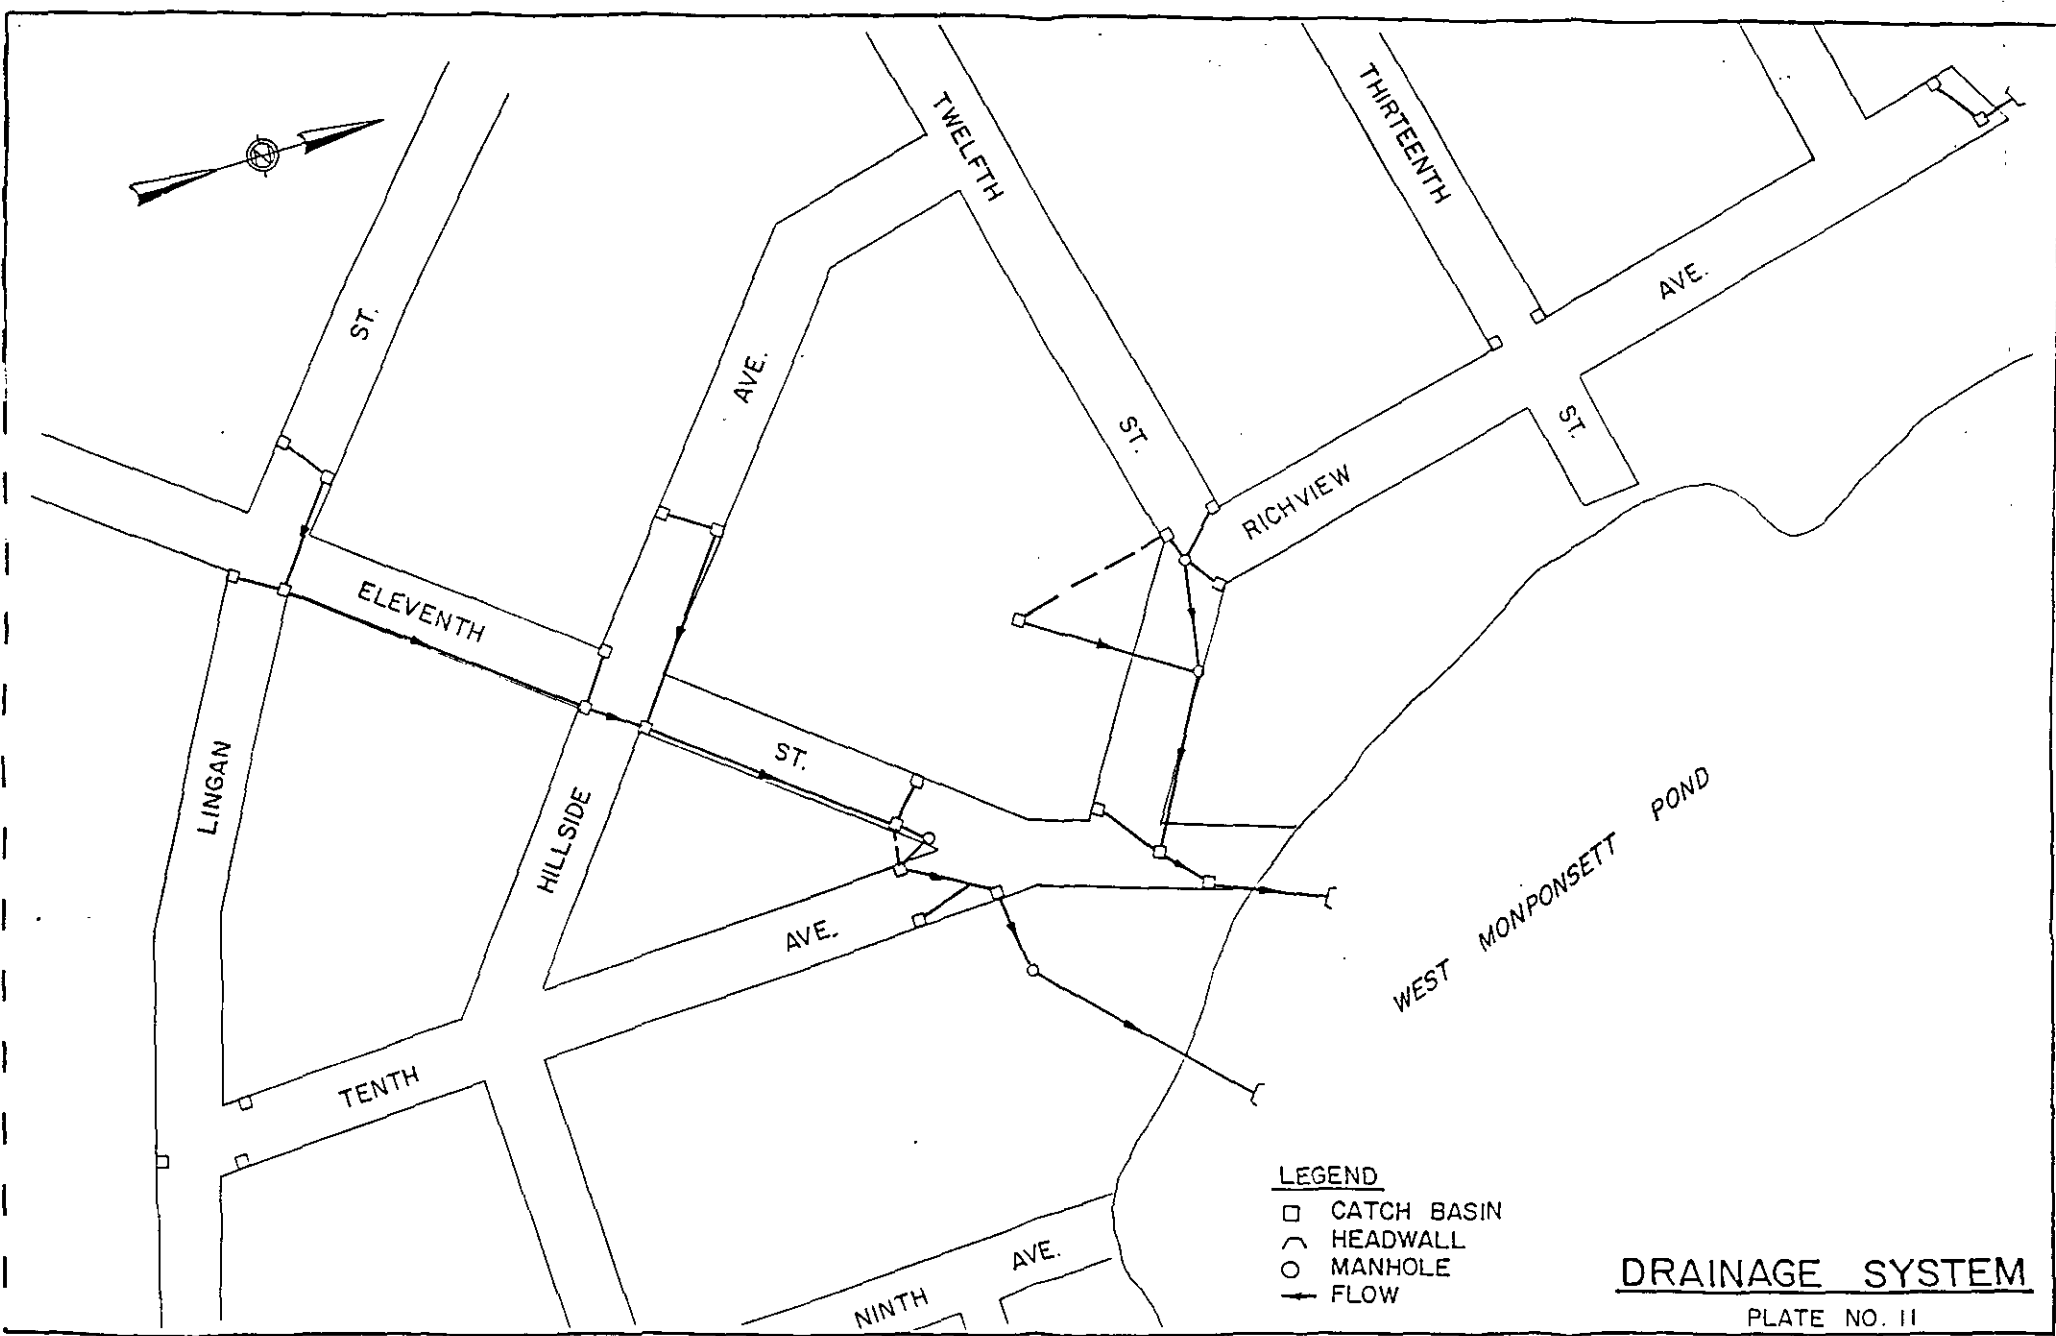 TWELFTH
ST.
THIRTEENTH
ST.
RICHVIEW
AVE.
LINGAN
ST.
HILLSIDE
AVE.
ELEVENTH
ST.
TENTH
AVE.
NINTH
AVE.
WEST MONPONSETT POND
N
LEGEND
CATCH BASIN
HEADWALL
MANHOLE
FLOW
DRAINAGE SYSTEM
PLATE NO. 11